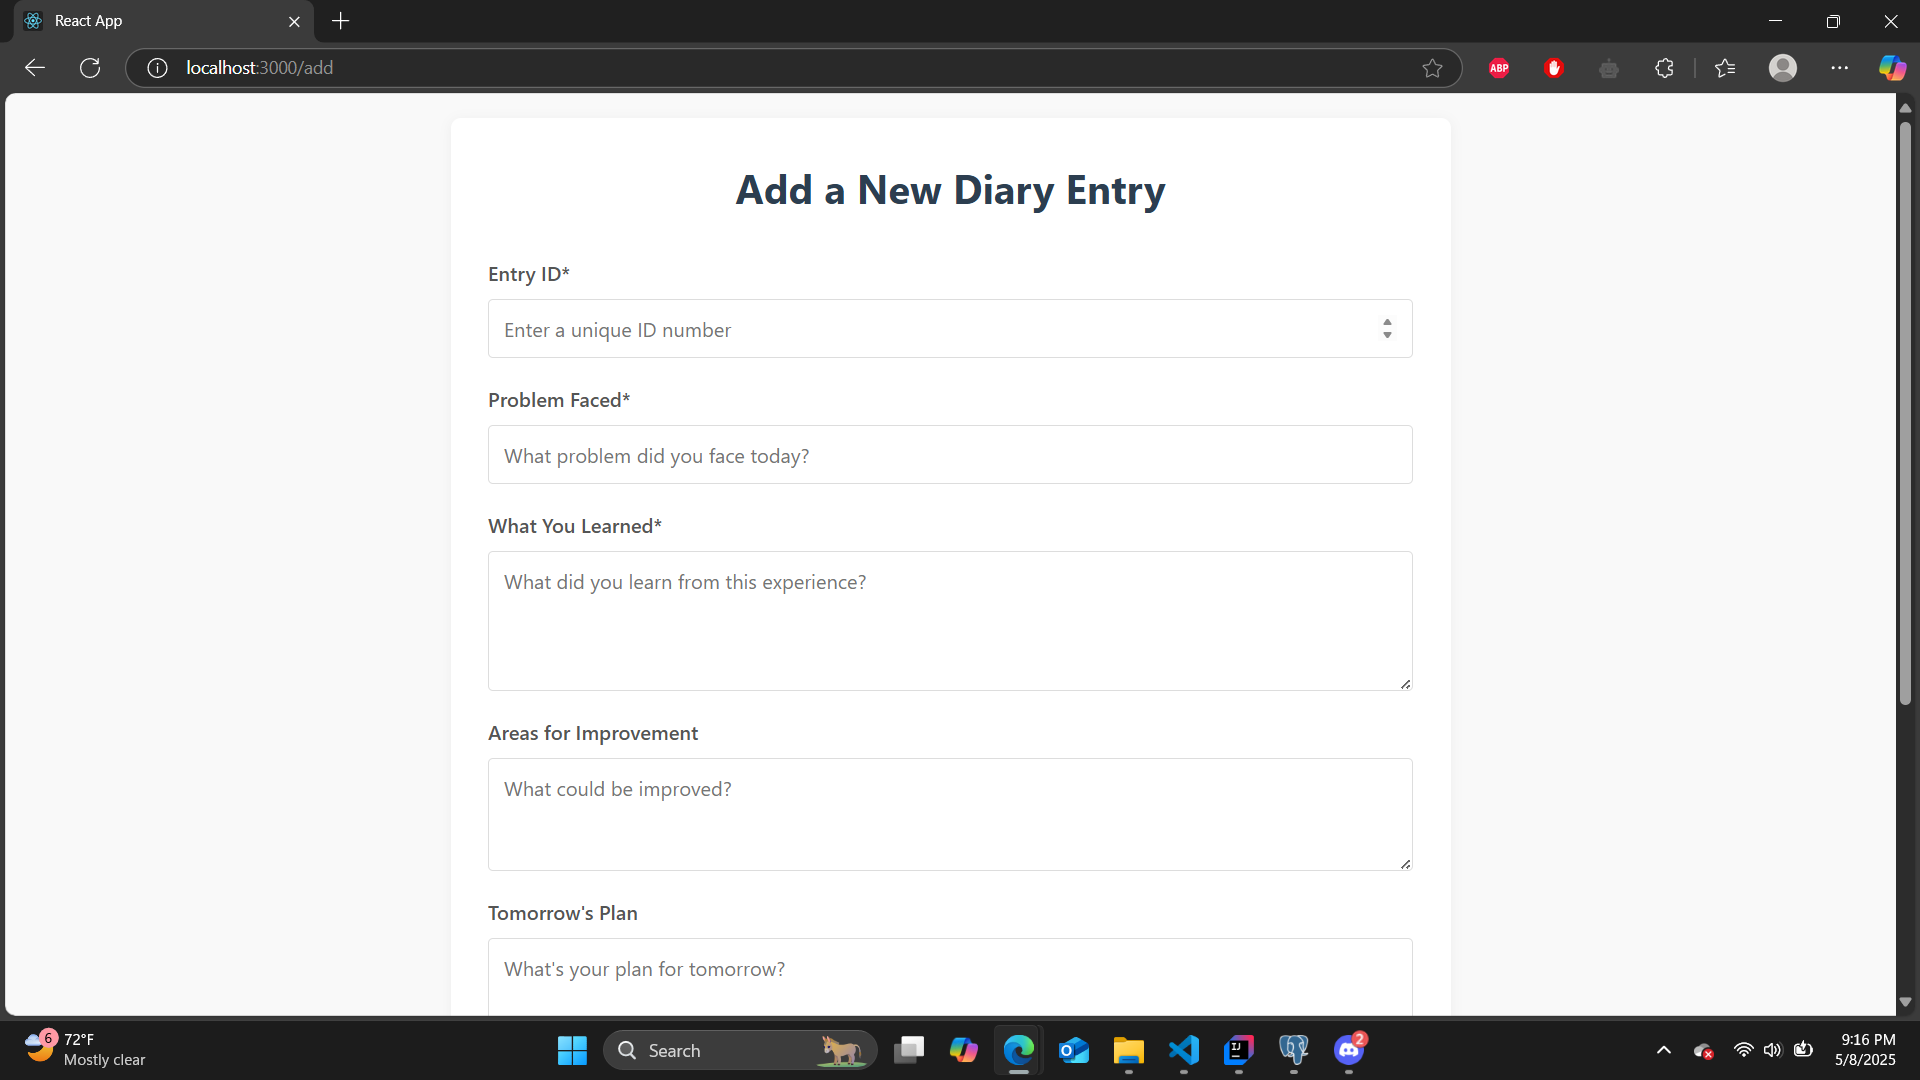 React App
localhost:3000/add
ABP
Add a New Diary Entry
Entry ID*
Enter a unique ID number
Problem Faced*
What problem did you face today?
What You Learned*
What did you learn from this experience?
Areas for Improvement
What could be improved?
Tomorrow's Plan
What's your plan for tomorrow?
6
72°F
Mostly clear
Search
O
IJ
2
9:16 PM
5/8/2025